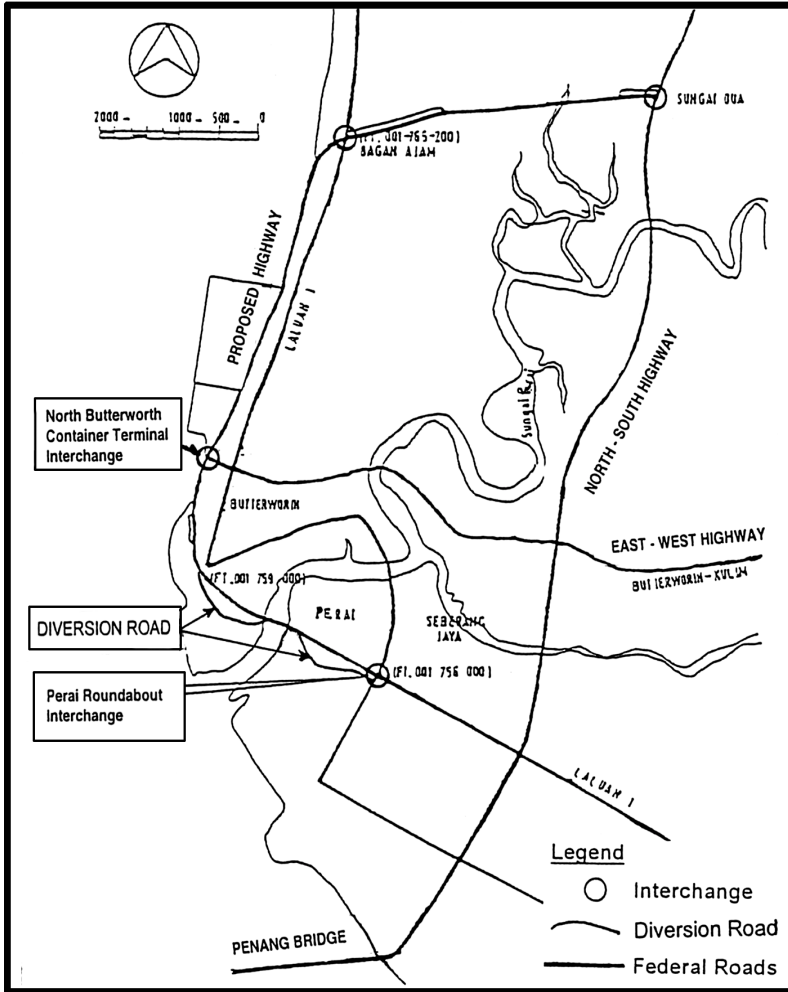 2000 1000 500 0
SUNGAI DUA
(FT. 001-765-200)
BAGAN AJAM
PROPOSED HIGHWAY
LALUAN 1
Sungai Perai
NORTH - SOUTH HIGHWAY
North Butterworth
Container Terminal
Interchange
BUTTERWORTH
EAST - WEST HIGHWAY
BUTTERWORTH - KULIM
(FT. 001 759 000)
PERAI
SEBERANG
JAYA
DIVERSION ROAD
(FT. 001 756 000)
Perai Roundabout
Interchange
LALUAN 1
Legend
Interchange
Diversion Road
Federal Roads
PENANG BRIDGE